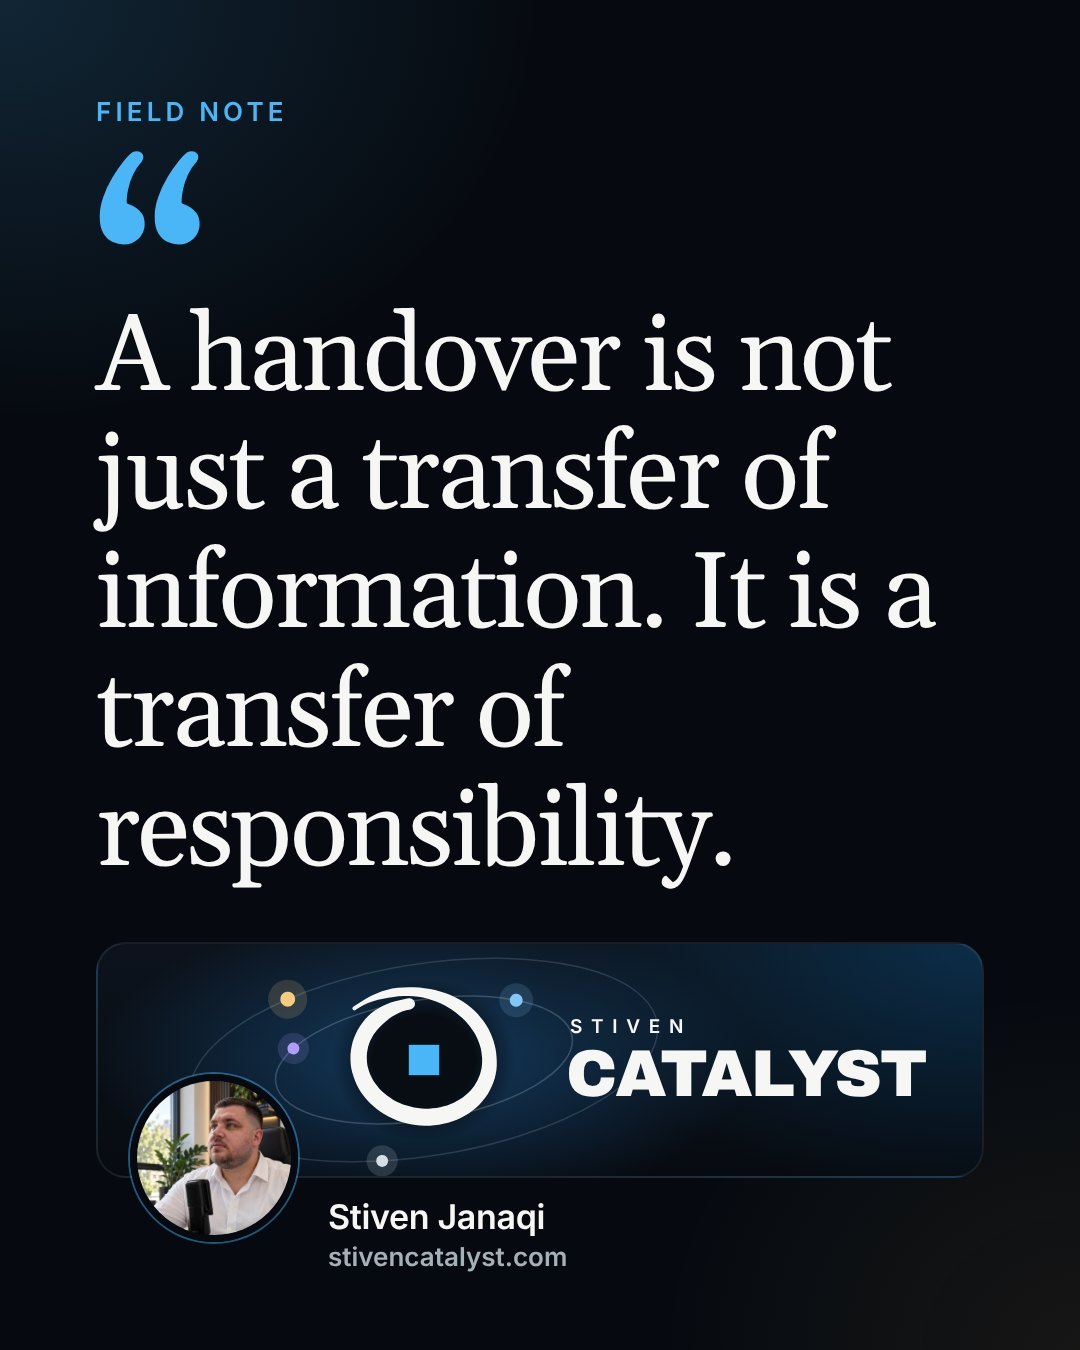 FIELD NOTE
“
A handover is not
just a transfer of
information. It is a
transfer of
responsibility.
STIVEN
CATALYST
Stiven Janaqi
stivencatalyst.com